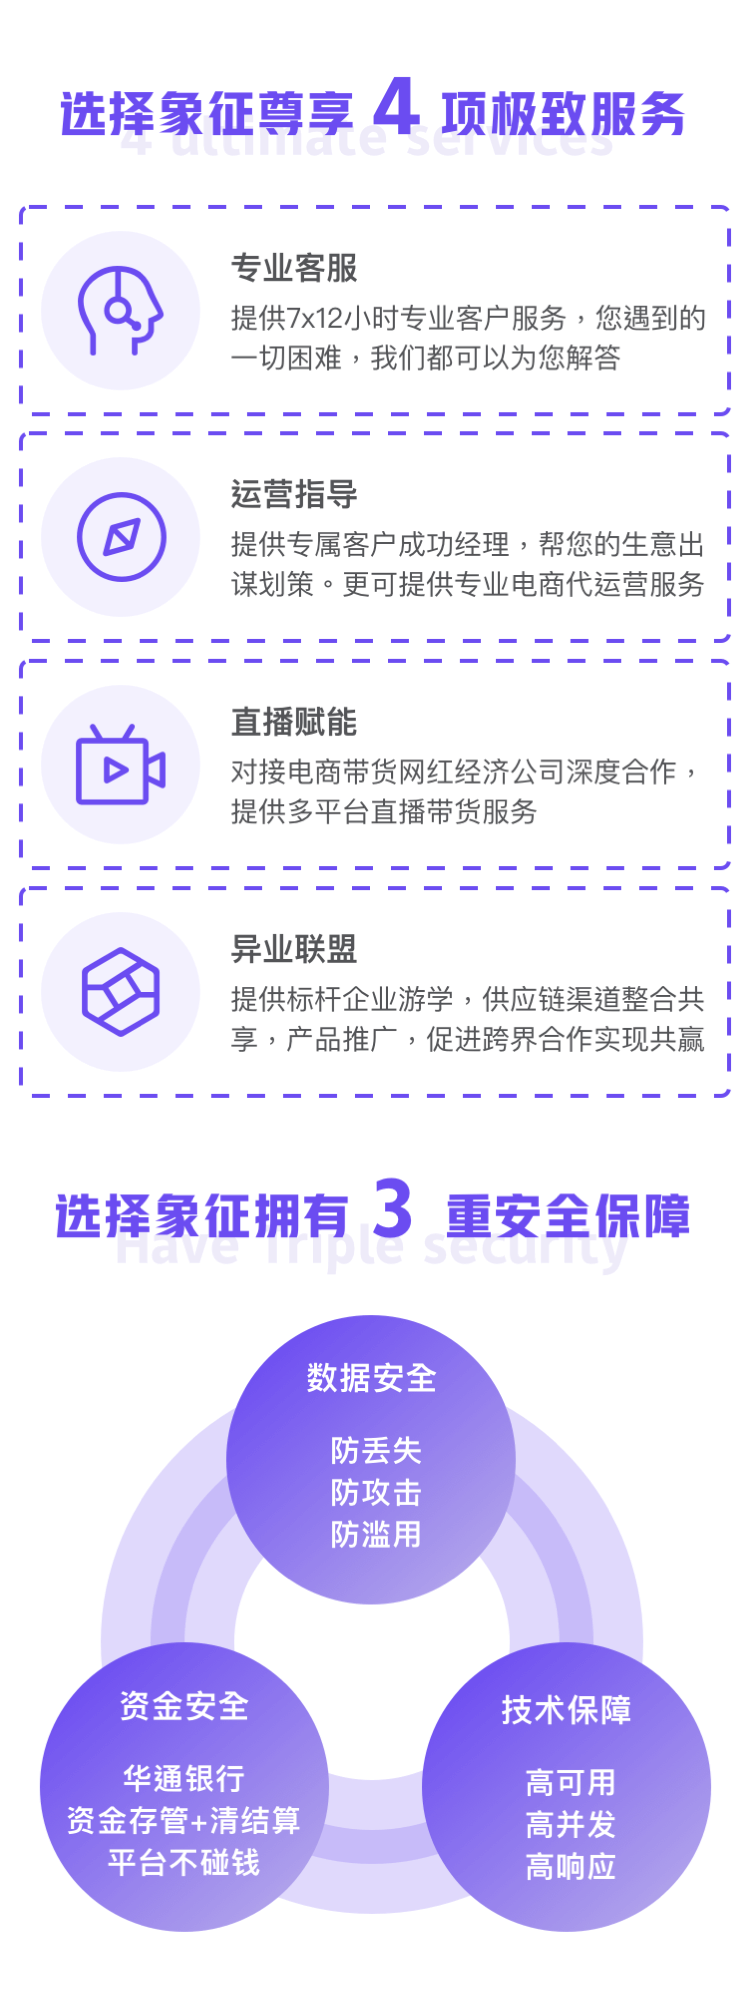 选择象征尊享 4 项极致服务
4 ultimate services
专业客服
提供7x12小时专业客户服务，您遇到的
一切困难，我们都可以为您解答
运营指导
提供专属客户成功经理，帮您的生意出
谋划策。更可提供专业电商代运营服务
直播赋能
对接电商带货网红经济公司深度合作，
提供多平台直播带货服务
异业联盟
提供标杆企业游学，供应链渠道整合共
享，产品推广，促进跨界合作实现共赢
选择象征拥有 3 重安全保障
Have Triple security
数据安全
防丢失
防攻击
防滥用
资金安全
华通银行
资金存管+清结算
平台不碰钱
技术保障
高可用
高并发
高响应